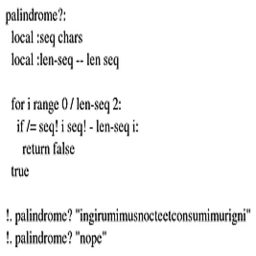 palindrome?:
local :seq chars
local :len-seq -- len seq
for i range 0 / len-seq 2:
if /= seq! i seq! - len-seq i:
return false
true
!. palindrome? "ingirumimusnocteetconsumimurigni"
!. palindrome? "nope"